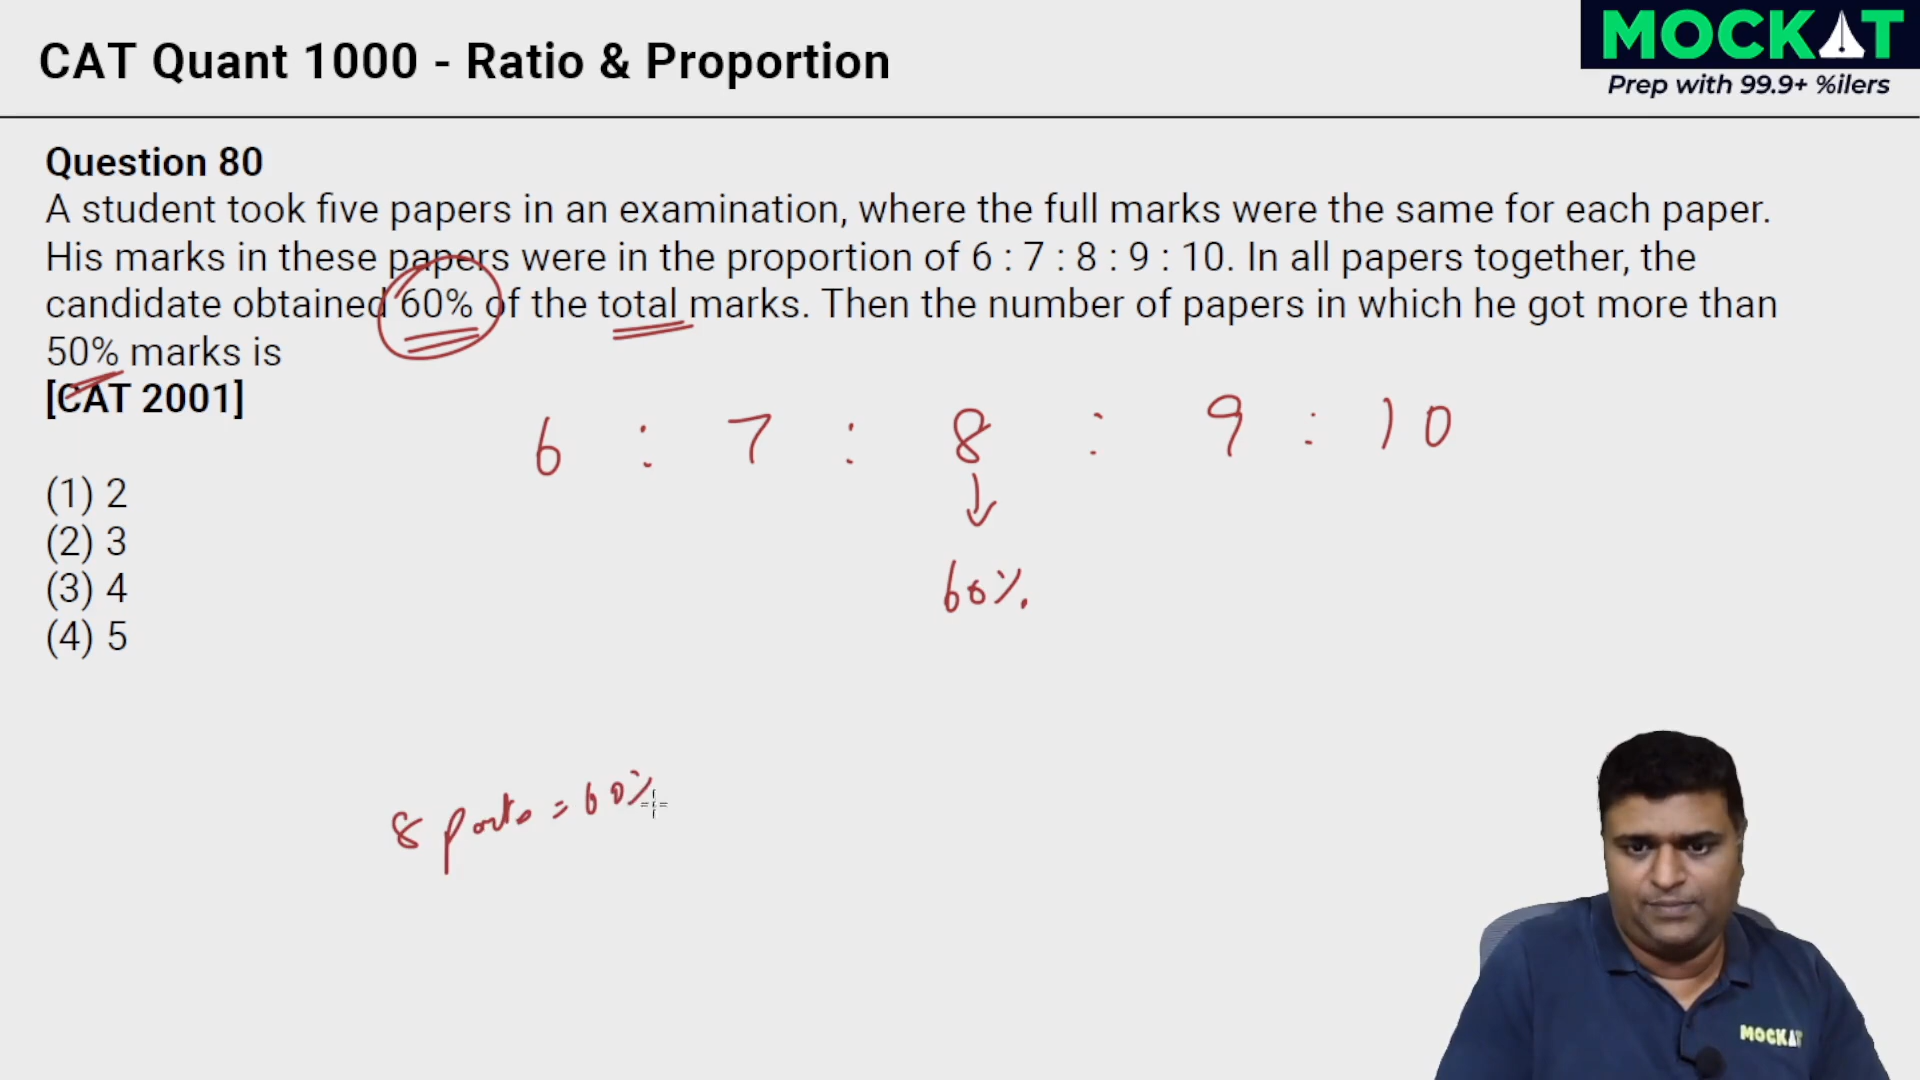 CAT Quant 1000 - Ratio & Proportion
MOCKAT
Prep with 99.9+ %ilers
Question 80
A student took five papers in an examination, where the full marks were the same for each paper.
His marks in these papers were in the proportion of 6 : 7 : 8 : 9 : 10. In all papers together, the
candidate obtained 60% of the total marks. Then the number of papers in which he got more than
50% marks is
[CAT 2001]
6 : 7 : 8 : 9 : 10
60%.
(1) 2
(2) 3
(3) 4
(4) 5
8 parts = 60%
MOCKAT